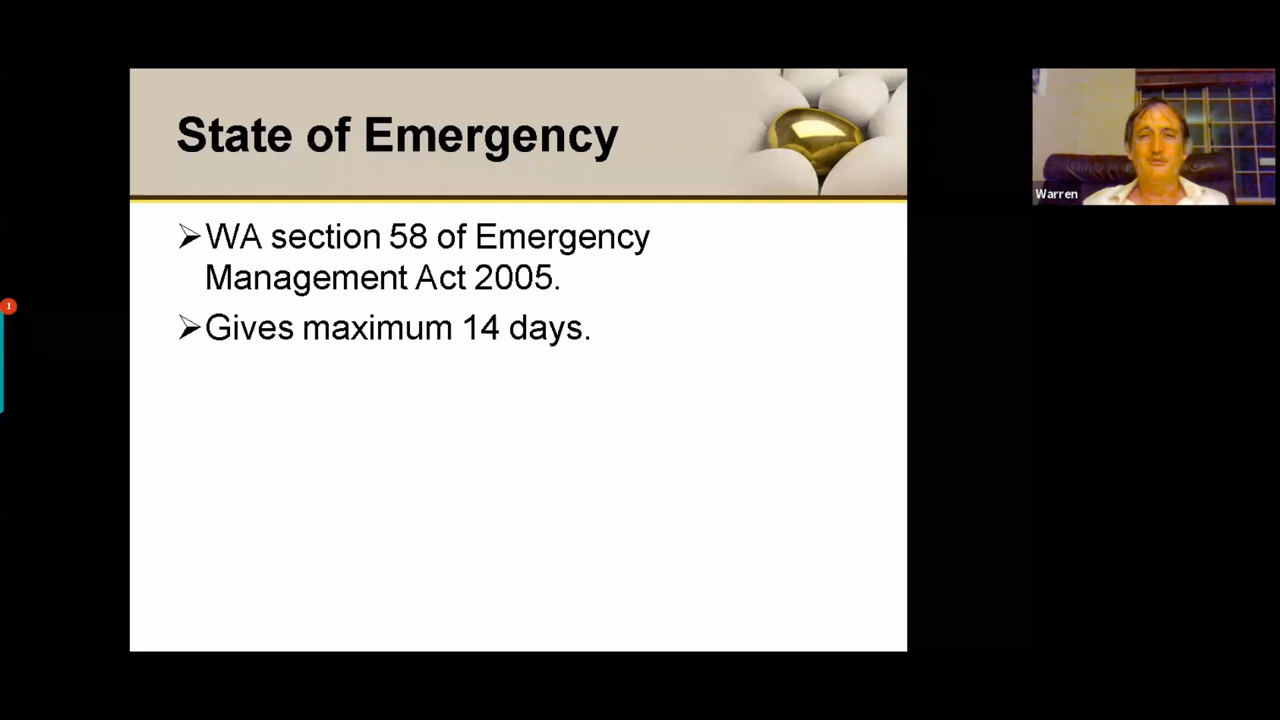 State of Emergency
Warren
➢WA section 58 of Emergency
Management Act 2005.
➢Gives maximum 14 days.
1